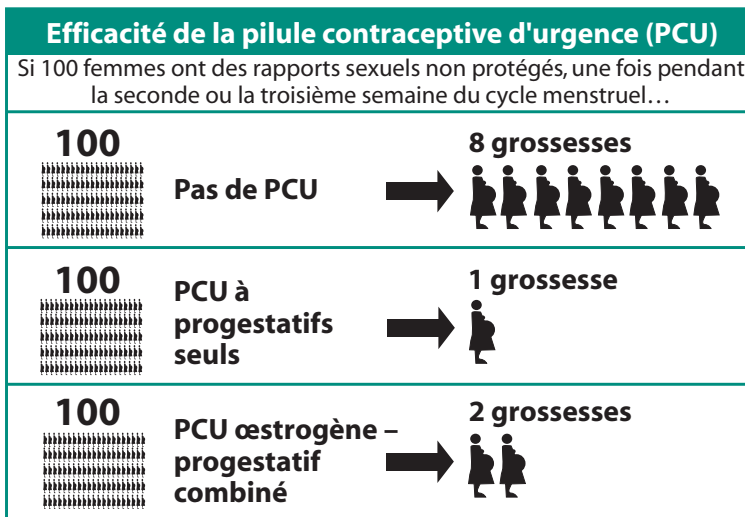 Efficacité de la pilule contraceptive d'urgence (PCU)
Si 100 femmes ont des rapports sexuels non protégés, une fois pendant
la seconde ou la troisième semaine du cycle menstruel…
100
Pas de PCU
8 grossesses
100
PCU à
progestatifs
seuls
1 grossesse
100
PCU œstrogène –
progestatif
combiné
2 grossesses